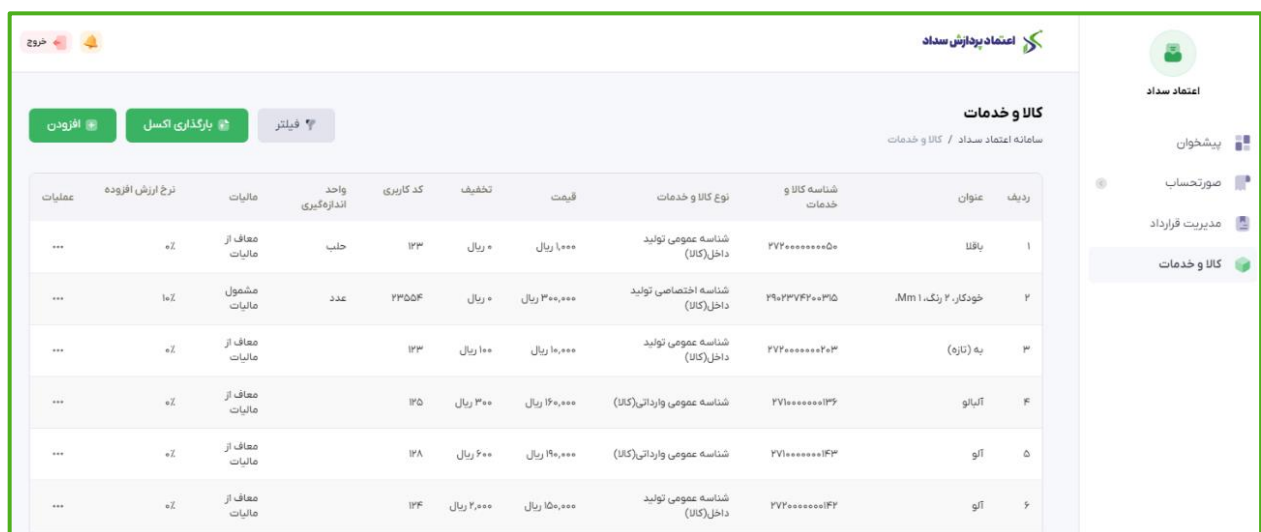 اعتماد پردازش سداد
خروج
اعتماد سداد
پیشخوان
صورتحساب
مدیریت قرارداد
کالا و خدمات
کالا و خدمات
سامانه اعتماد سداد / کالا و خدمات
فیلتر
بارگذاری اکسل
افزودن
ردیف عنوان شناسه کالا و خدمات نوع کالا و خدمات قیمت تخفیف کد کاربری واحد اندازه‌گیری مالیات نرخ ارزش افزوده عملیات
۱ باقلا ۲۷۲۰۰۰۰۰۰۰۰۵۰ شناسه عمومی تولید داخل(کالا) ۱,۰۰۰ ریال ۰ ریال ۱۲۳ حلب معاف از مالیات ۰٪ ...
۲ خودکار، ۲ رنگ، ۱ Mm، ۲۹۰۲۳۷۴۲۰۰۳۱۵ شناسه اختصاصی تولید داخل(کالا) ۳۰۰,۰۰۰ ریال ۰ ریال ۲۳۵۵۴ عدد مشمول مالیات ۱۰٪ ...
۳ به (تازه) ۲۷۲۰۰۰۰۰۰۰۲۰۳ شناسه عمومی تولید داخل(کالا) ۱۰,۰۰۰ ریال ۱۰۰ ریال ۱۲۳ معاف از مالیات ۰٪ ...
۴ آلبالو ۲۷۱۰۰۰۰۰۰۰۱۳۶ شناسه عمومی وارداتی(کالا) ۱۶۰,۰۰۰ ریال ۳۰۰ ریال ۱۲۵ معاف از مالیات ۰٪ ...
۵ آلو ۲۷۱۰۰۰۰۰۰۰۱۴۳ شناسه عمومی وارداتی(کالا) ۱۹۰,۰۰۰ ریال ۶۰۰ ریال ۱۲۸ معاف از مالیات ۰٪ ...
۶ آلو ۲۷۲۰۰۰۰۰۰۰۱۴۲ شناسه عمومی تولید داخل(کالا) ۱۵۰,۰۰۰ ریال ۲,۰۰۰ ریال ۱۲۴ معاف از مالیات ۰٪ ...